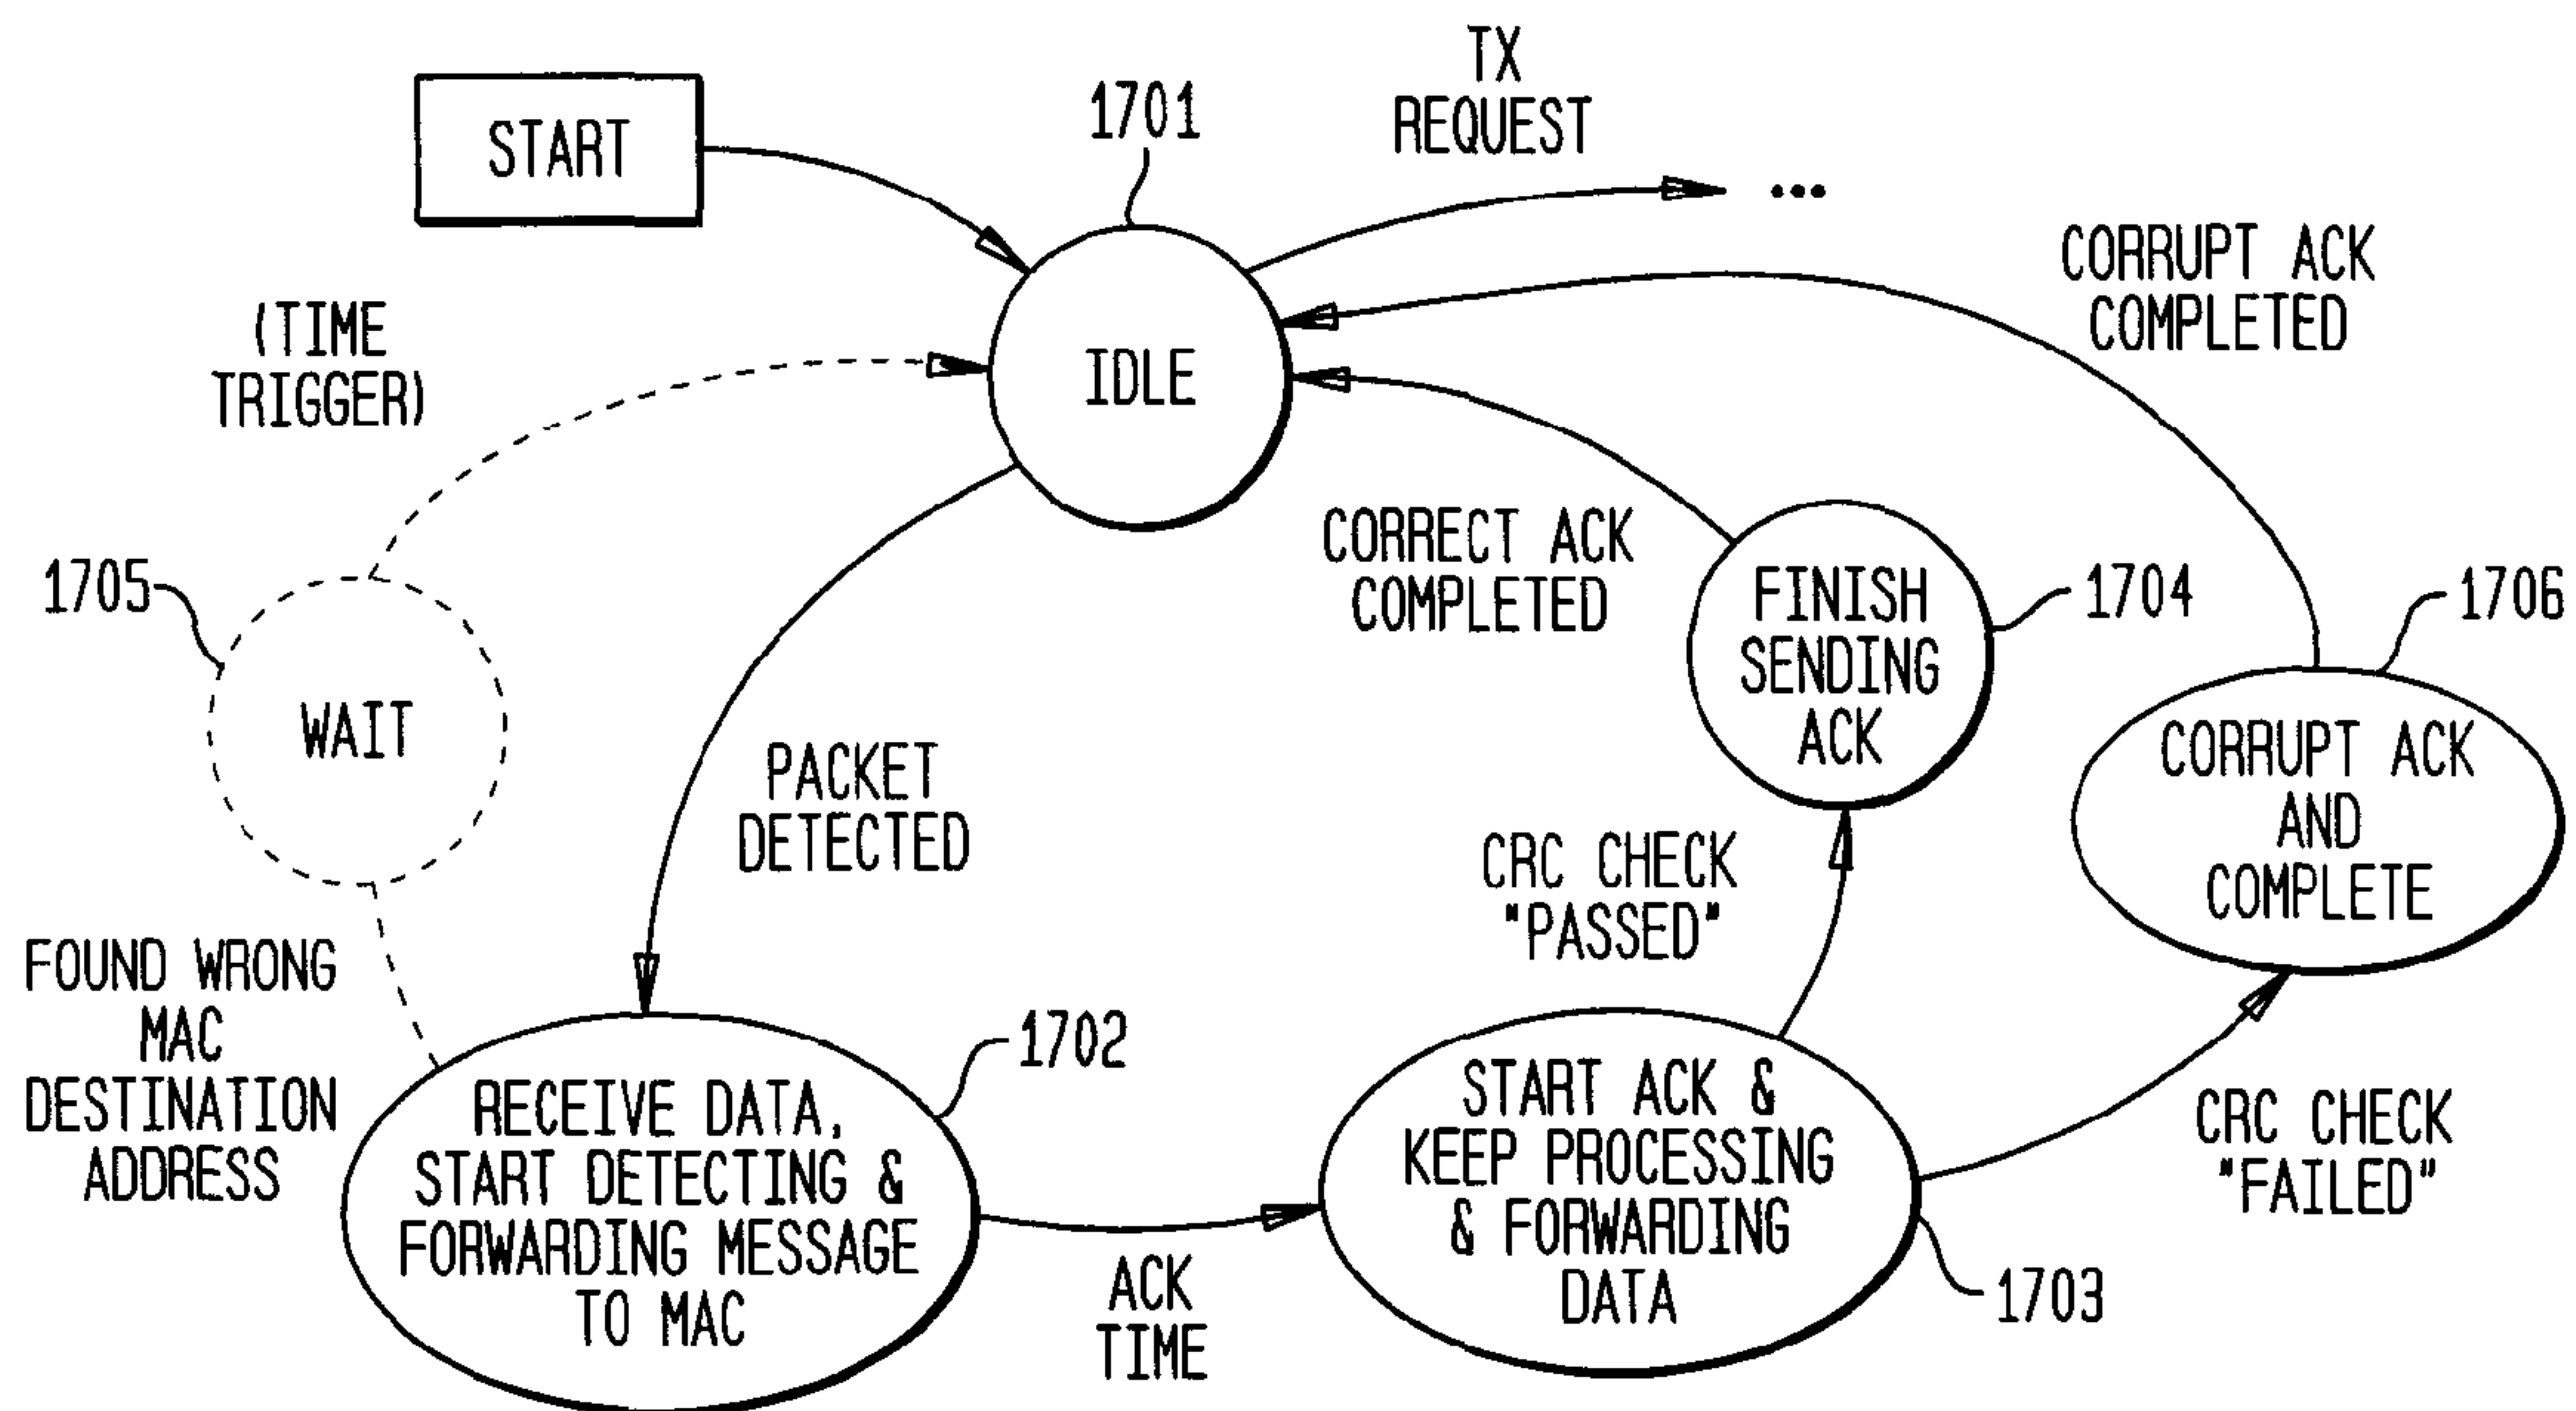 START
1701
TX
REQUEST
...
CORRUPT ACK
COMPLETED
(TIME
TRIGGER)
IDLE
CORRECT ACK
COMPLETED
1705
WAIT
FINISH
SENDING
ACK
1704
1706
CORRUPT ACK
AND
COMPLETE
PACKET
DETECTED
CRC CHECK
"PASSED"
FOUND WRONG
MAC
DESTINATION
ADDRESS
1702
RECEIVE DATA,
START DETECTING &
FORWARDING MESSAGE
TO MAC
ACK
TIME
START ACK &
KEEP PROCESSING
& FORWARDING
DATA
1703
CRC CHECK
"FAILED"